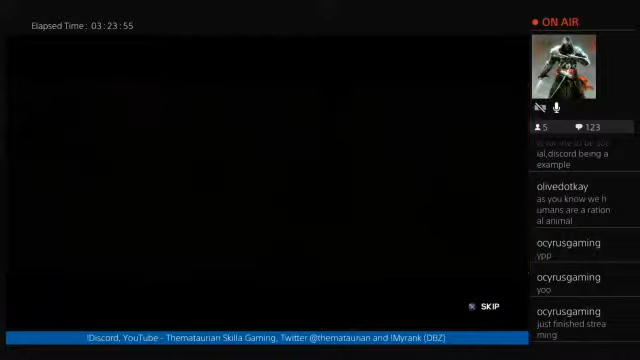 Elapsed Time : 03:23:55
ON AIR
5 123
ial,discord being a
example
olivedotkay
as you know we h
umans are a ration
al animal
ocyrusgaming
ypp
ocyrusgaming
yoo
ocyrusgaming
just finished strea
ming
SKIP
!Discord, YouTube - Themataurian Skilla Gaming, Twitter @themataurian and !Myrank (DBZ)